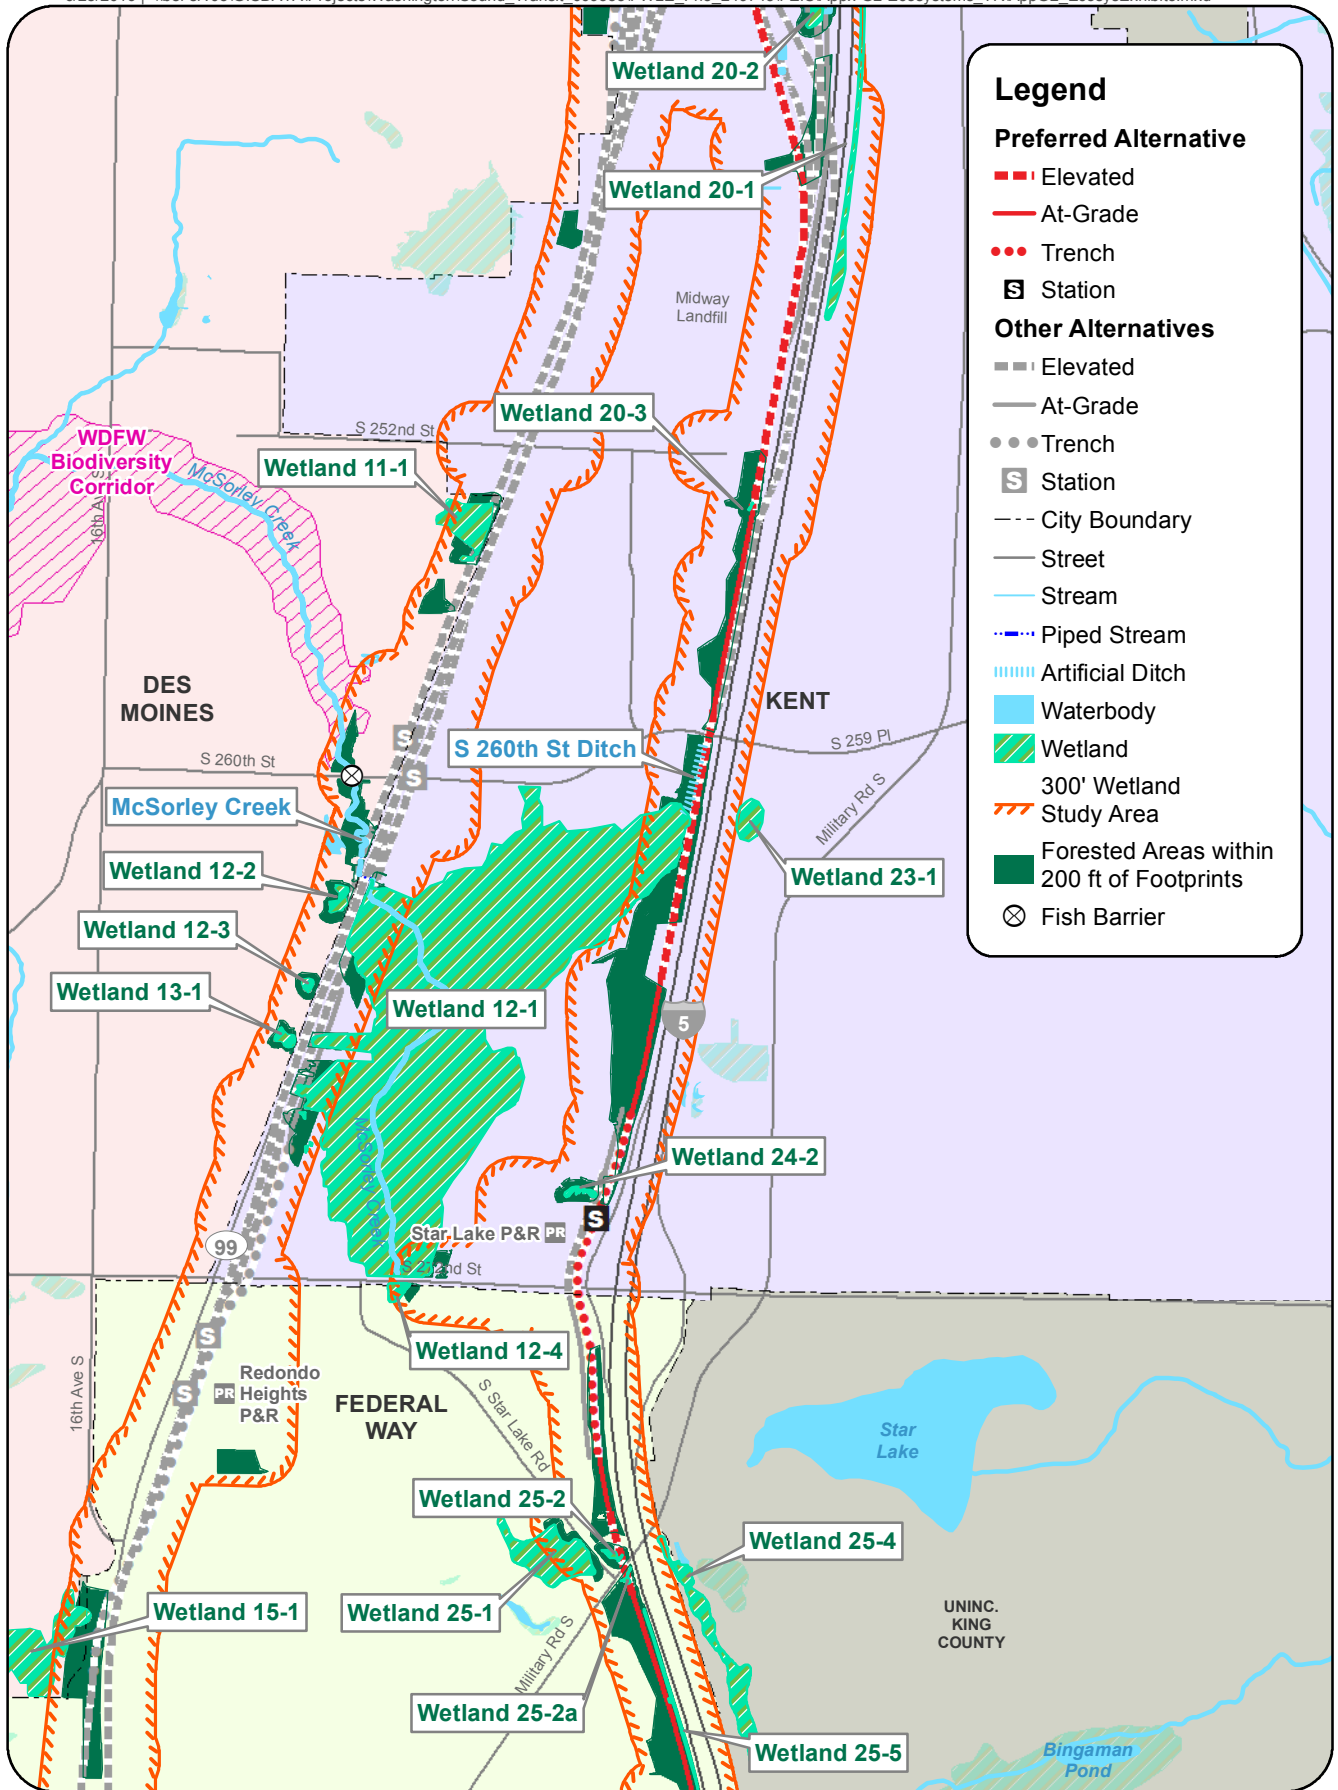 Wetland 20-2
Wetland 20-1
Midway
Landfill
Wetland 20-3
S 252nd St
WDFW
Biodiversity
Corridor
Wetland 11-1
McSorley Creek
16th A
DES
MOINES
KENT
S 260th St
S
S
S 260th St Ditch
S 259 Pl
Military Rd S
McSorley Creek
Wetland 12-2
Wetland 23-1
Wetland 12-3
Wetland 13-1
Wetland 12-1
5
McSorley Creek
Wetland 24-2
S
Star Lake P&R PR
99
S 272nd St
S
Wetland 12-4
16th Ave S
S
PR
Redondo
Heights
P&R
FEDERAL
WAY
S Star Lake Rd
Star
Lake
Wetland 25-2
Wetland 25-4
Wetland 15-1
Wetland 25-1
Military Rd S
UNINC.
KING
COUNTY
Wetland 25-2a
Wetland 25-5
Bingaman
Pond
Legend
Preferred Alternative
Elevated
At-Grade
Trench
S Station
Other Alternatives
Elevated
At-Grade
Trench
S Station
City Boundary
Street
Stream
Piped Stream
Artificial Ditch
Waterbody
Wetland
300' Wetland
Study Area
Forested Areas within
200 ft of Footprints
Fish Barrier